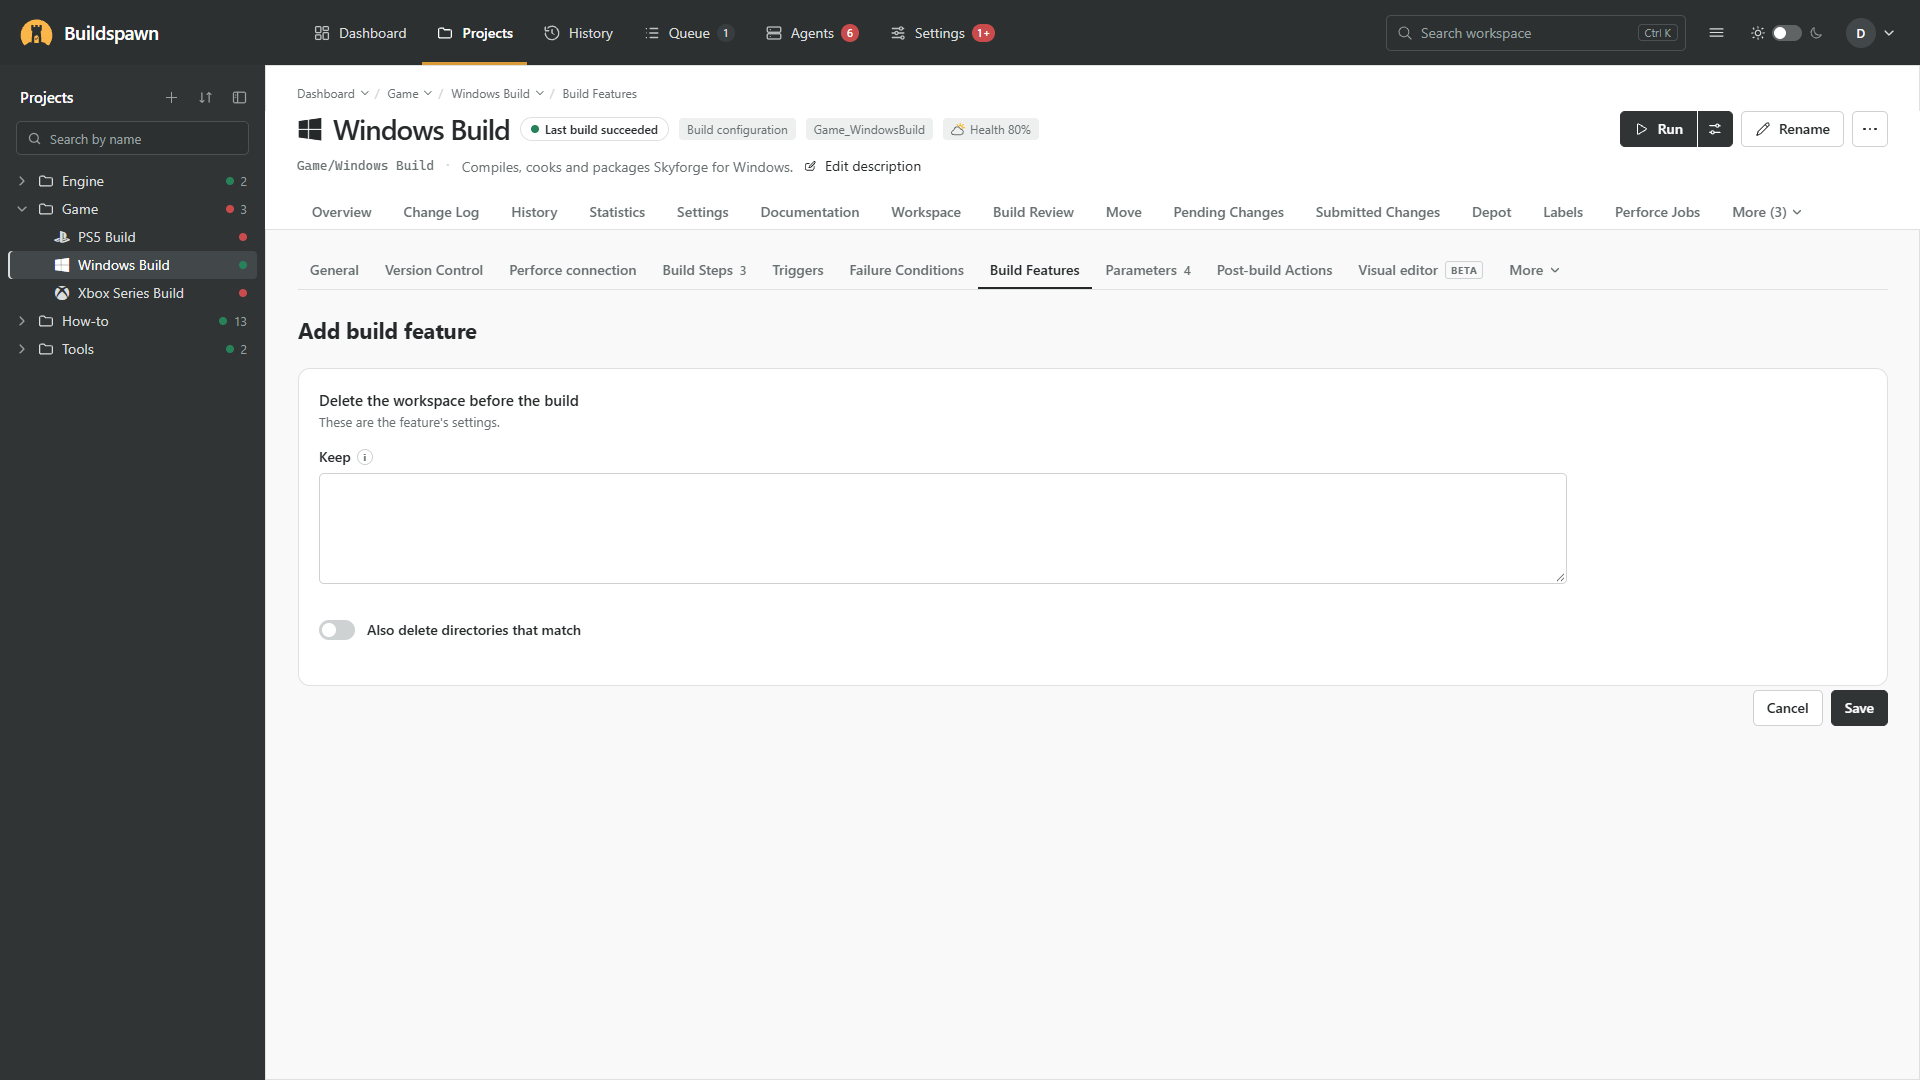 Buildspawn
Dashboard
Projects
History
Queue 1
Agents 6
Settings 1+
Search workspace Ctrl K
D
Projects
Search by name
Engine 2
Game 3
PS5 Build
Windows Build
Xbox Series Build
How-to 13
Tools 2
Dashboard / Game / Windows Build / Build Features
Windows Build
Last build succeeded
Build configuration
Game_WindowsBuild
Health 80%
Run
Rename
Game/Windows Build · Compiles, cooks and packages Skyforge for Windows. Edit description
Overview Change Log History Statistics Settings Documentation Workspace Build Review Move Pending Changes Submitted Changes Depot Labels Perforce Jobs More (3)
General Version Control Perforce connection Build Steps 3 Triggers Failure Conditions Build Features Parameters 4 Post-build Actions Visual editor BETA More
Add build feature
Delete the workspace before the build
These are the feature's settings.
Keep
Also delete directories that match
Cancel
Save